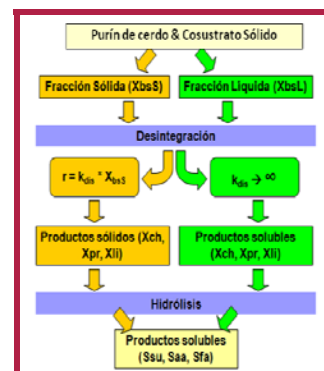 Purín de cerdo & Cosustrato Sólido
Fracción Sólida (XbsS)
Fracción Liquida (XbsL)
Desintegración
r = kdis * XbsS
kdis → ∞
Productos sólidos (Xch,
Xpr, Xli)
Productos solubles
(Xch, Xpr, Xli)
Hidrólisis
Productos solubles
(Ssu, Saa, Sfa)